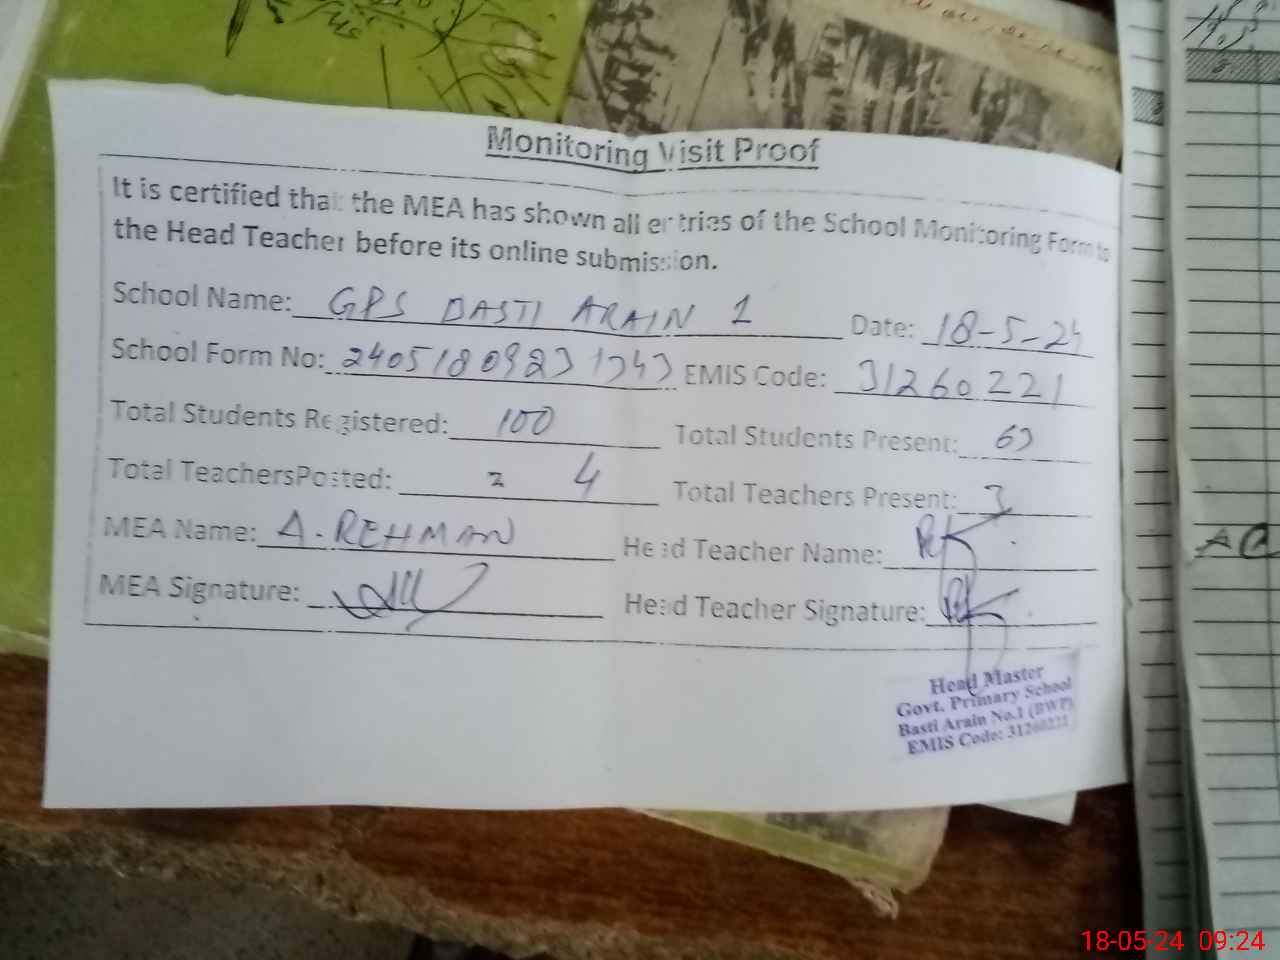 Monitoring Visit Proof
It is certified that the MEA has shown all entries of the School Monitoring Form to
the Head Teacher before its online submission.
School Name: GPS BASTI ARAIN 1 Date: 18-5-24
School Form No: 24051809231343 EMIS Code: 31260221
Total Students Registered: 100 Total Students Present: 63
Total TeachersPosted: 4 Total Teachers Present: 3
MEA Name: A. REHMAN Head Teacher Name:
MEA Signature: Head Teacher Signature:
Head Master
Govt. Primary School
Basti Arain No.1 (BWP)
EMIS Code: 31260221
18-05-24 09:24